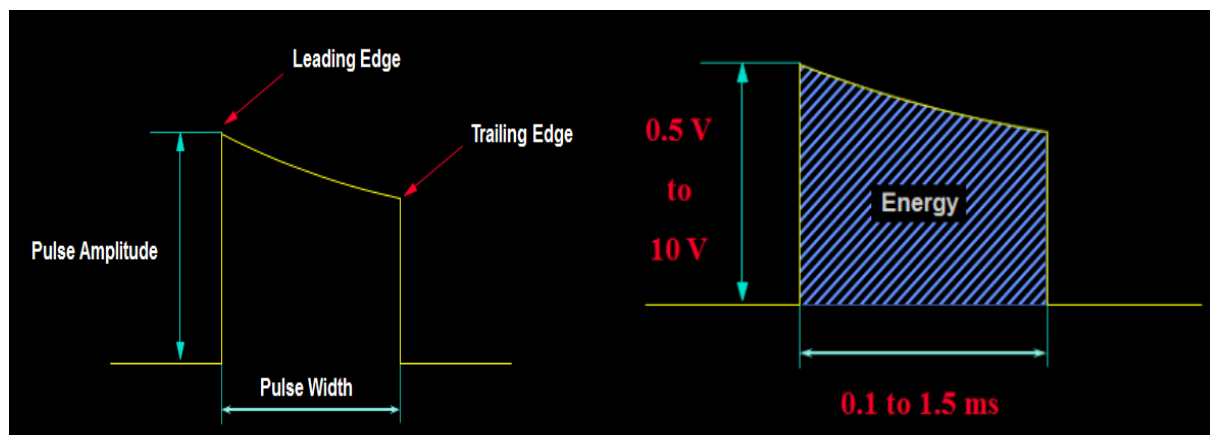 Leading Edge
Trailing Edge
Pulse Amplitude
Pulse Width
0.5 V
to
10 V
Energy
0.1 to 1.5 ms